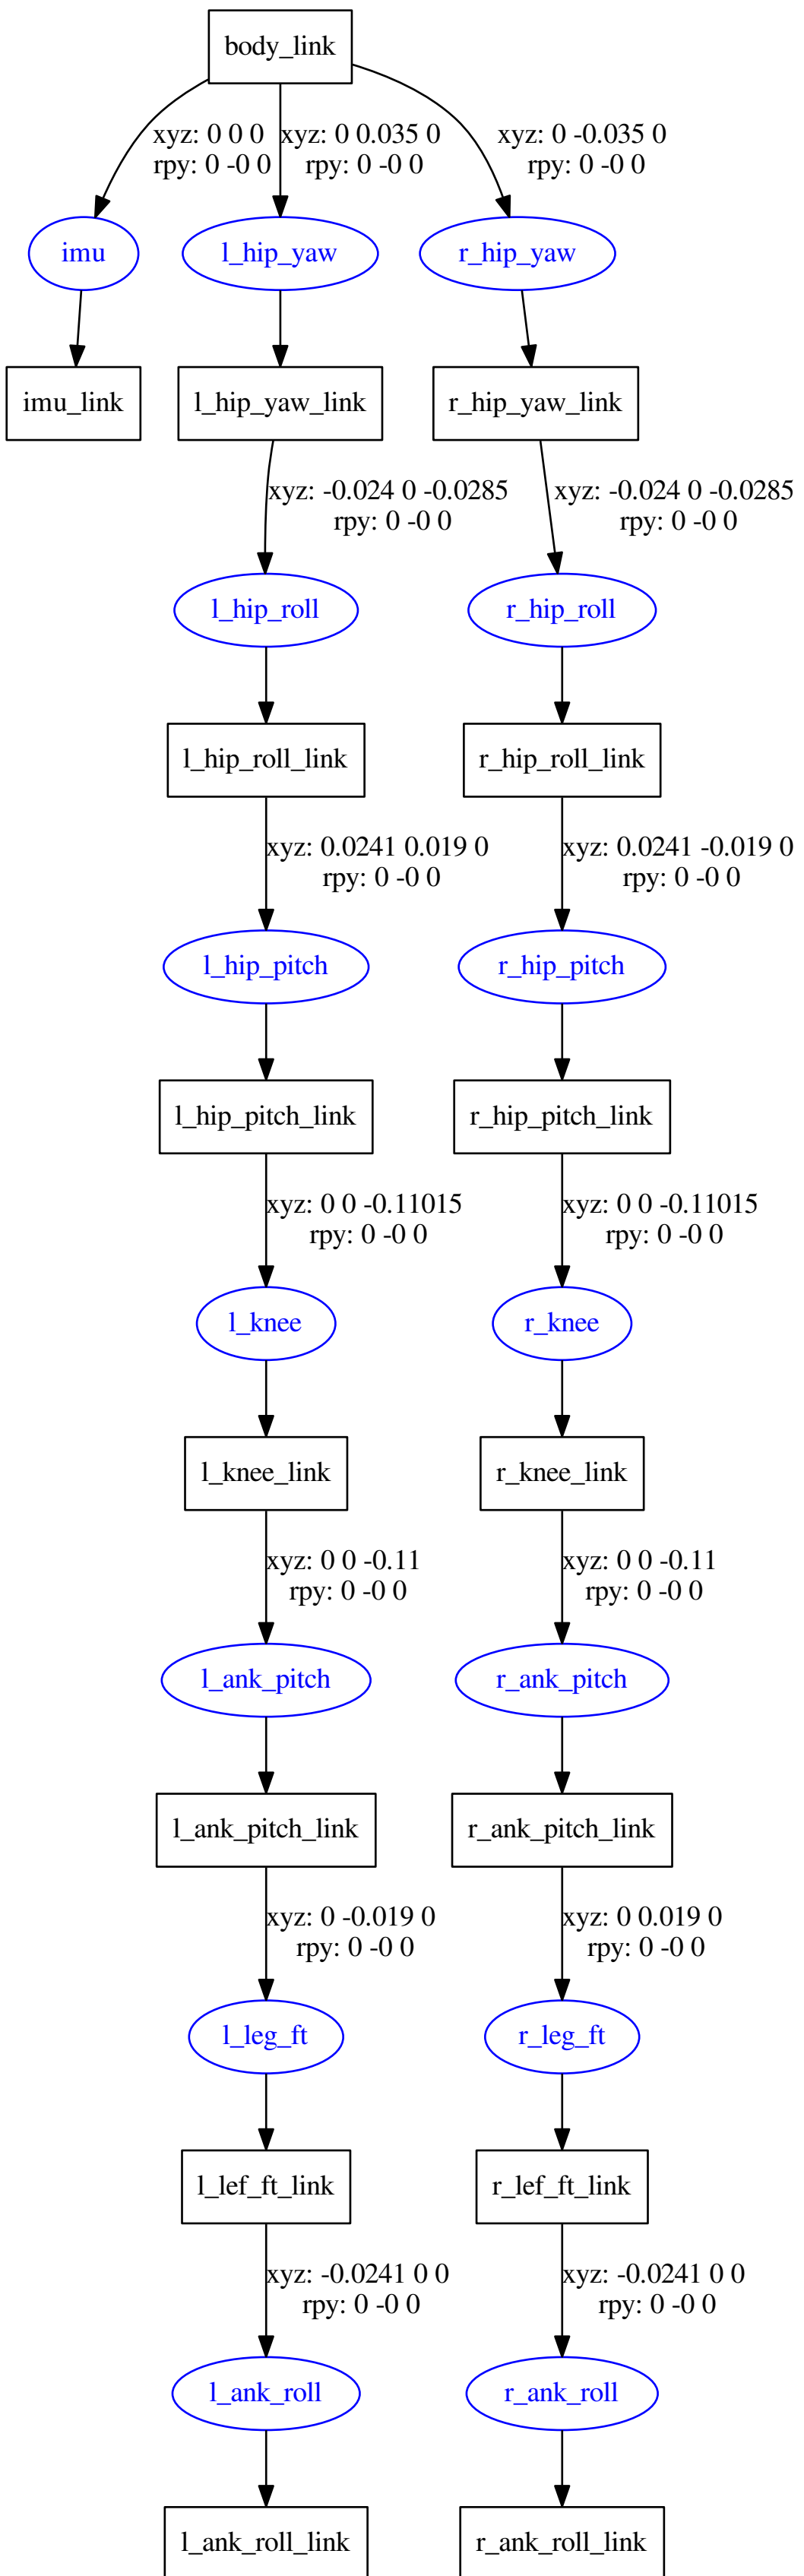 body_link
xyz: 0 0 0
rpy: 0 -0 0
xyz: 0 0.035 0
rpy: 0 -0 0
xyz: 0 -0.035 0
rpy: 0 -0 0
imu
l_hip_yaw
r_hip_yaw
imu_link
l_hip_yaw_link
r_hip_yaw_link
xyz: -0.024 0 -0.0285
rpy: 0 -0 0
xyz: -0.024 0 -0.0285
rpy: 0 -0 0
l_hip_roll
r_hip_roll
l_hip_roll_link
r_hip_roll_link
xyz: 0.0241 0.019 0
rpy: 0 -0 0
xyz: 0.0241 -0.019 0
rpy: 0 -0 0
l_hip_pitch
r_hip_pitch
l_hip_pitch_link
r_hip_pitch_link
xyz: 0 0 -0.11015
rpy: 0 -0 0
xyz: 0 0 -0.11015
rpy: 0 -0 0
l_knee
r_knee
l_knee_link
r_knee_link
xyz: 0 0 -0.11
rpy: 0 -0 0
xyz: 0 0 -0.11
rpy: 0 -0 0
l_ank_pitch
r_ank_pitch
l_ank_pitch_link
r_ank_pitch_link
xyz: 0 -0.019 0
rpy: 0 -0 0
xyz: 0 0.019 0
rpy: 0 -0 0
l_leg_ft
r_leg_ft
l_lef_ft_link
r_lef_ft_link
xyz: -0.0241 0 0
rpy: 0 -0 0
xyz: -0.0241 0 0
rpy: 0 -0 0
l_ank_roll
r_ank_roll
l_ank_roll_link
r_ank_roll_link